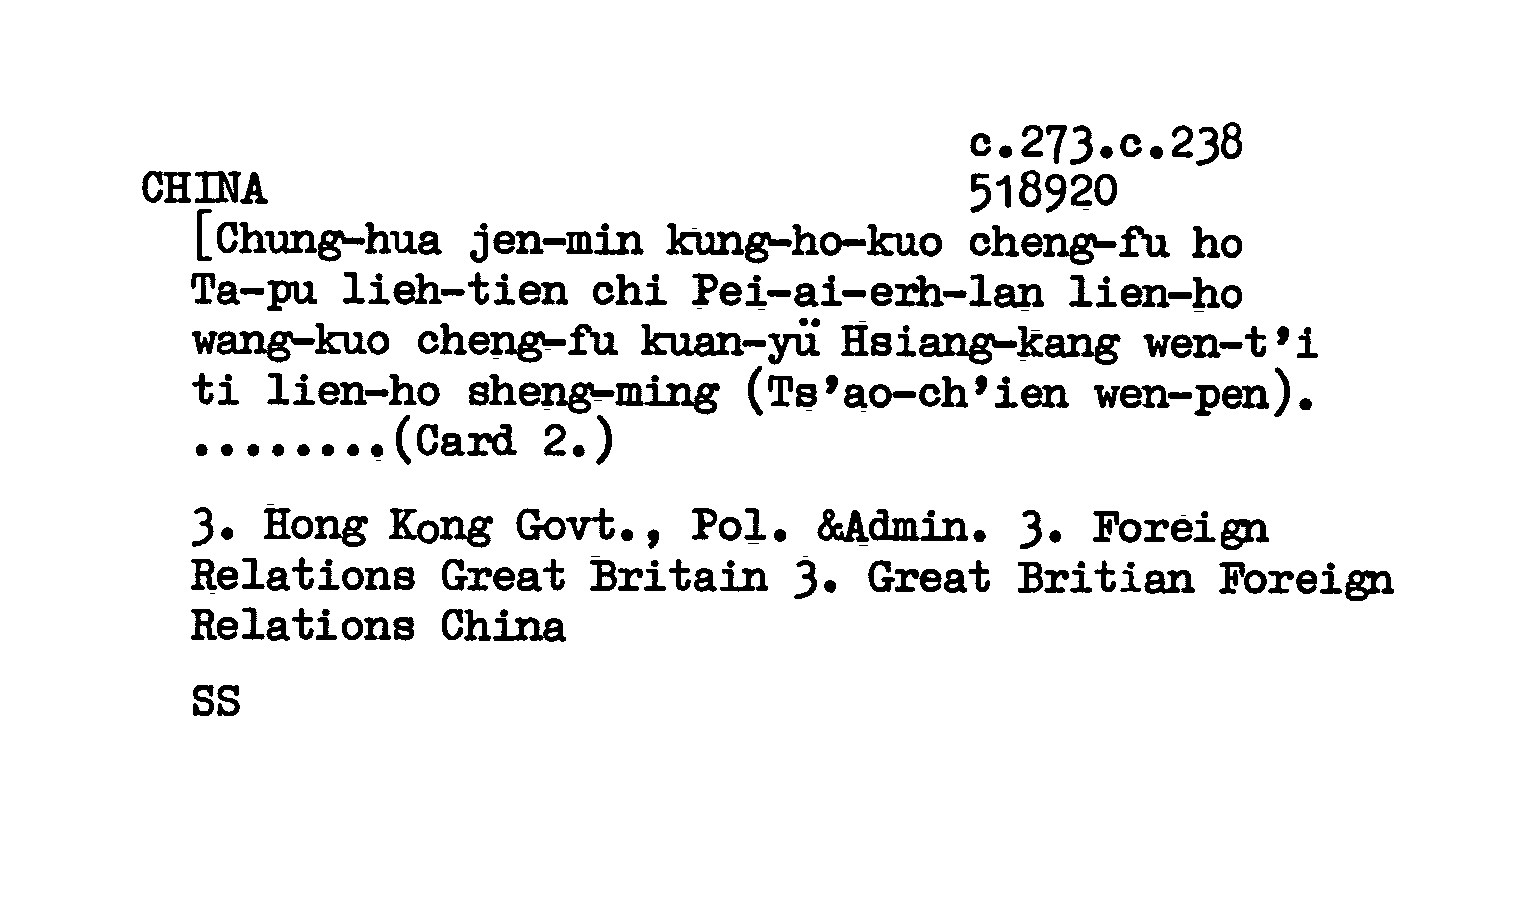 c.273.c.238
CHINA 518920
[Chung-hua jen-min kung-ho-kuo cheng-fu ho
Ta-pu lieh-tien chi Pei-ai-erh-lan lien-ho
wang-kuo cheng-fu kuan-yü Hsiang-kang wen-t'i
ti lien-ho sheng-ming (Ts'ao-ch'ien wen-pen).
........(Card 2.)
3. Hong Kong Govt., Pol. &Admin. 3. Foreign
Relations Great Britain 3. Great Britian Foreign
Relations China
SS